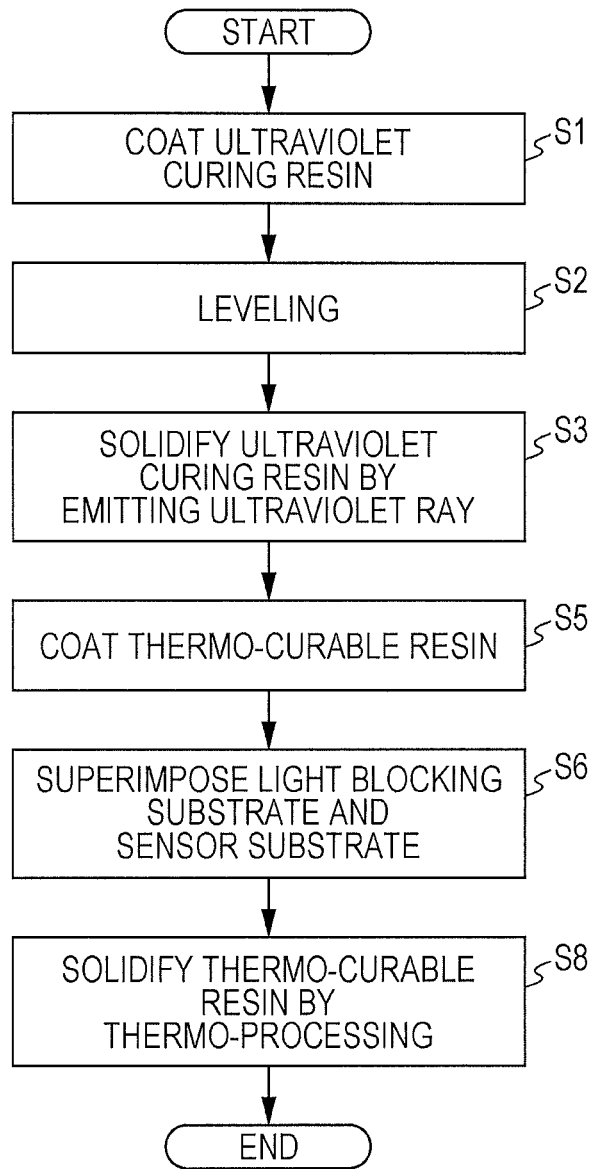 START
COAT ULTRAVIOLET
CURING RESIN
S1
LEVELING
S2
SOLIDIFY ULTRAVIOLET
CURING RESIN BY
EMITTING ULTRAVIOLET RAY
S3
COAT THERMO-CURABLE RESIN
S5
SUPERIMPOSE LIGHT BLOCKING
SUBSTRATE AND
SENSOR SUBSTRATE
S6
SOLIDIFY THERMO-CURABLE
RESIN BY
THERMO-PROCESSING
S8
END